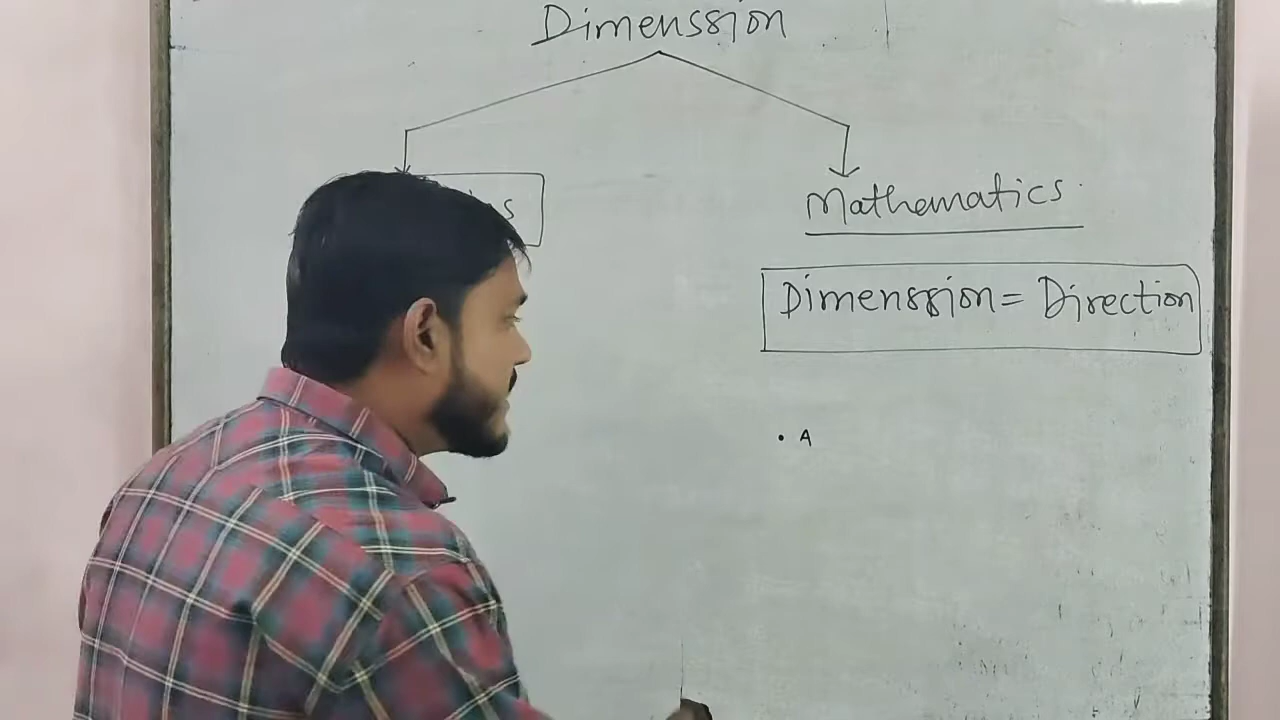 Dimenssion
Mathematics
Dimenssion = Direction
• A